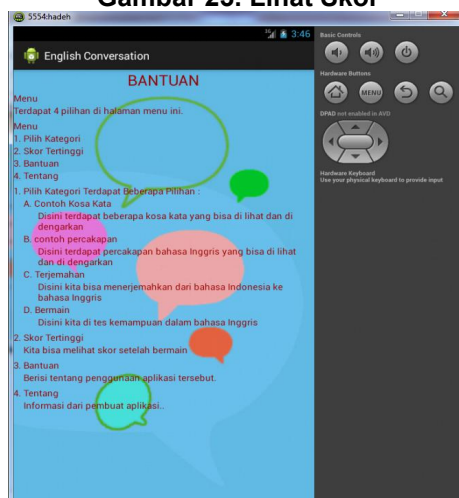 Gambar 23. Lihat Skor
5554:hadeh
3G 3:46
English Conversation
BANTUAN
Menu
Terdapat 4 pilihan di halaman menu ini.
Menu
1. Pilih Kategori
2. Skor Tertinggi
3. Bantuan
4. Tentang
1. Pilih Kategori Terdapat Beberapa Pilihan :
A. Contoh Kosa Kata
Disini terdapat beberapa kosa kata yang bisa di lihat dan di
dengarkan
B. contoh percakapan
Disini terdapat percakapan bahasa Inggris yang bisa di lihat
dan di dengarkan
C. Terjemahan
Disini kita bisa menerjemahkan dari bahasa Indonesia ke
bahasa Inggris
D. Bermain
Disini kita di tes kemampuan dalam bahasa Inggris
2. Skor Tertinggi
Kita bisa melihat skor setelah bermain
3. Bantuan
Berisi tentang penggunaan aplikasi tersebut.
4. Tentang
Informasi dari pembuat aplikasi..
Basic Controls
Hardware Buttons
MENU
DPAD not enabled in AVD
Hardware Keyboard
Use your physical keyboard to provide input